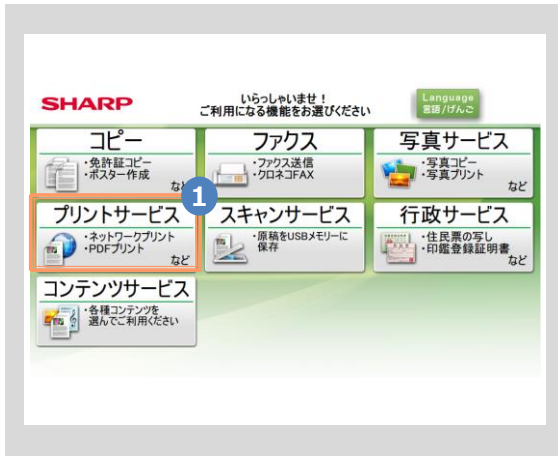 SHARP
いらっしゃいませ!
ご利用になる機能をお選びください
Language
言語/げんご
コピー
・免許証コピー
・ポスター作成
など
ファクス
・ファクス送信
・クロネコFAX
写真サービス
・写真コピー
・写真プリント
など
1
プリントサービス
・ネットワークプリント
・PDFプリント
など
スキャンサービス
・原稿をUSBメモリーに
保存
行政サービス
・住民票の写し
・印鑑登録証明書
など
コンテンツサービス
・各種コンテンツを
選んでご利用ください